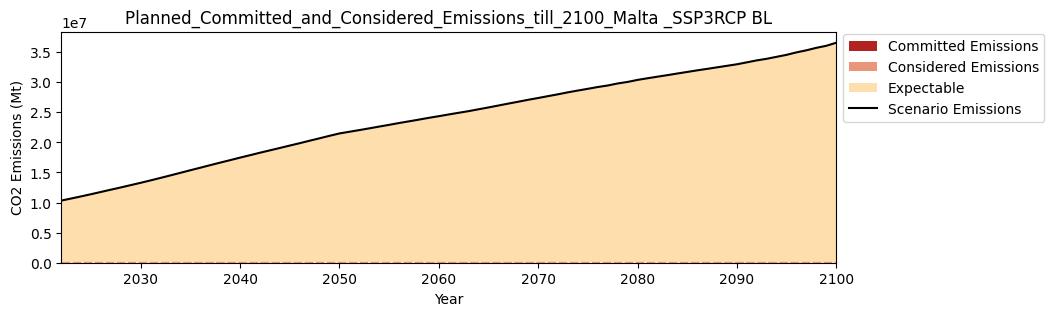 Planned_Committed_and_Considered_Emissions_till_2100_Malta _SSP3RCP BL
1e7
3.5
3.0
2.5
2.0
1.5
1.0
0.5
0.0
CO2 Emissions (Mt)
2030 2040 2050 2060 2070 2080 2090 2100
Year
Committed Emissions
Considered Emissions
Expectable
Scenario Emissions